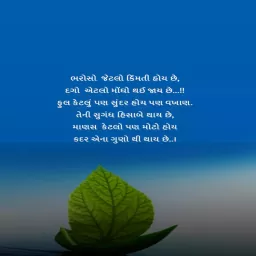 ભરોસો જેટલો કિંમતી હોય છે,
દગો એટલો મોંઘો થઈ જાય છે...!!
ફુલ કેટલું પણ સુંદર હોય પણ વખાણ.
તેની સુગંધ હિસાબે થાય છે,
માણસ કેટલો પણ મોટો હોય
કદર એના ગુણો થી થાય છે..।